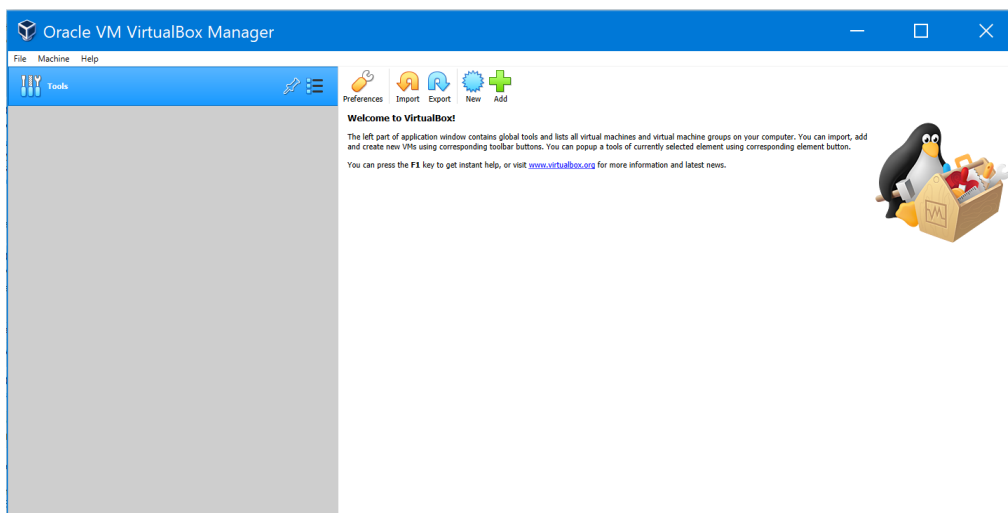 Oracle VM VirtualBox Manager
File Machine Help
Tools
Preferences Import Export New Add
Welcome to VirtualBox!
The left part of application window contains global tools and lists all virtual machines and virtual machine groups on your computer. You can import, add
and create new VMs using corresponding toolbar buttons. You can popup a tools of currently selected element using corresponding element button.
You can press the F1 key to get instant help, or visit www.virtualbox.org for more information and latest news.